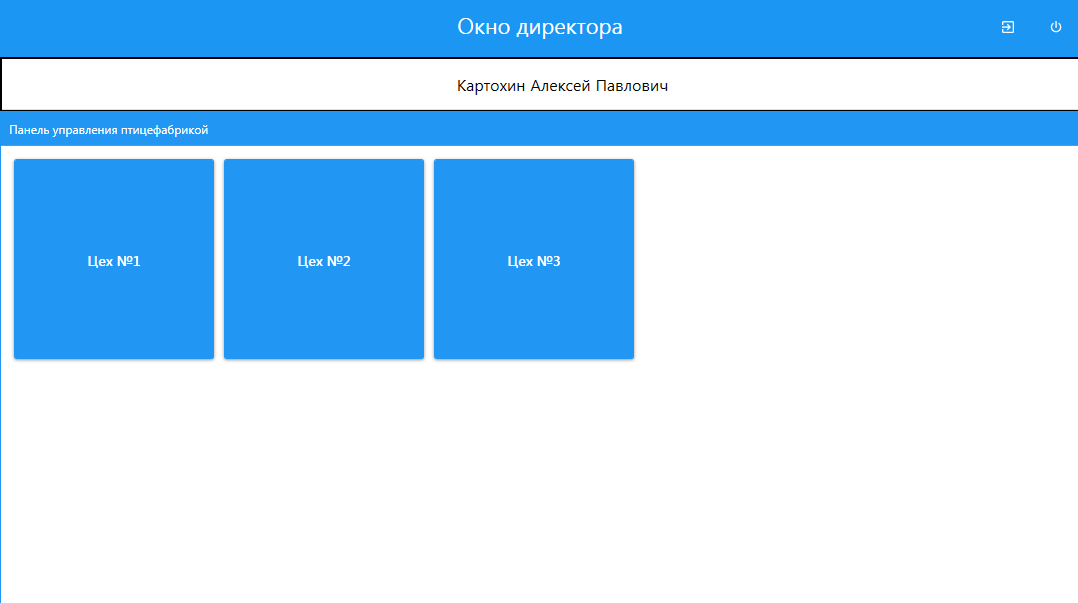 Окно директора
Картохин Алексей Павлович
Панель управления птицефабрикой
Цех №1
Цех №2
Цех №3